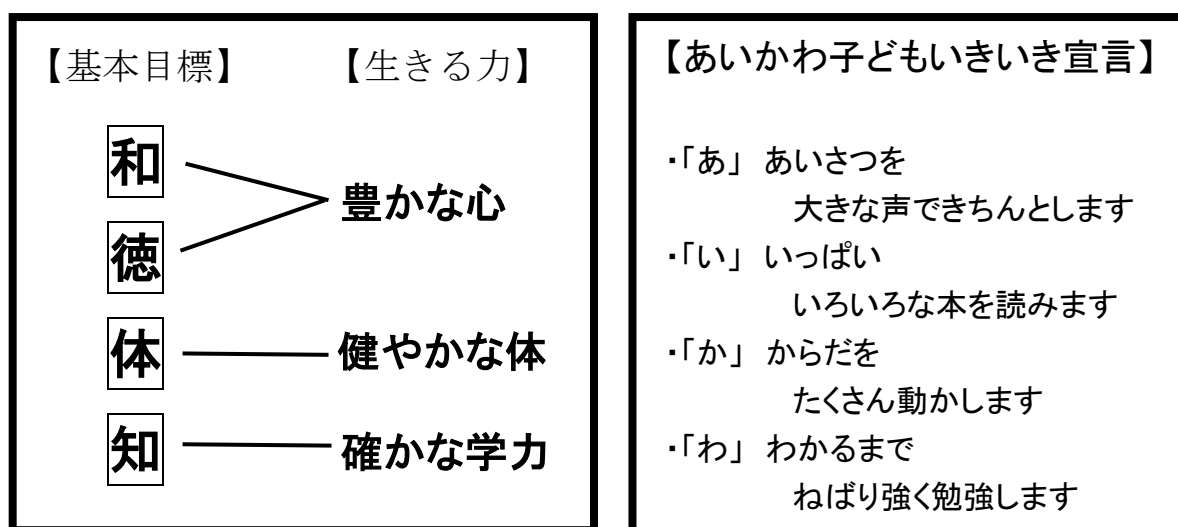 【基本目標】 【生きる力】
和
徳
豊かな心
体 健やかな体
知 確かな学力
【あいかわ子どもいきいき宣言】
・「あ」 あいさつを
大きな声できちんとします
・「い」 いっぱい
いろいろな本を読みます
・「か」 からだを
たくさん動かします
・「わ」 わかるまで
ねばり強く勉強します